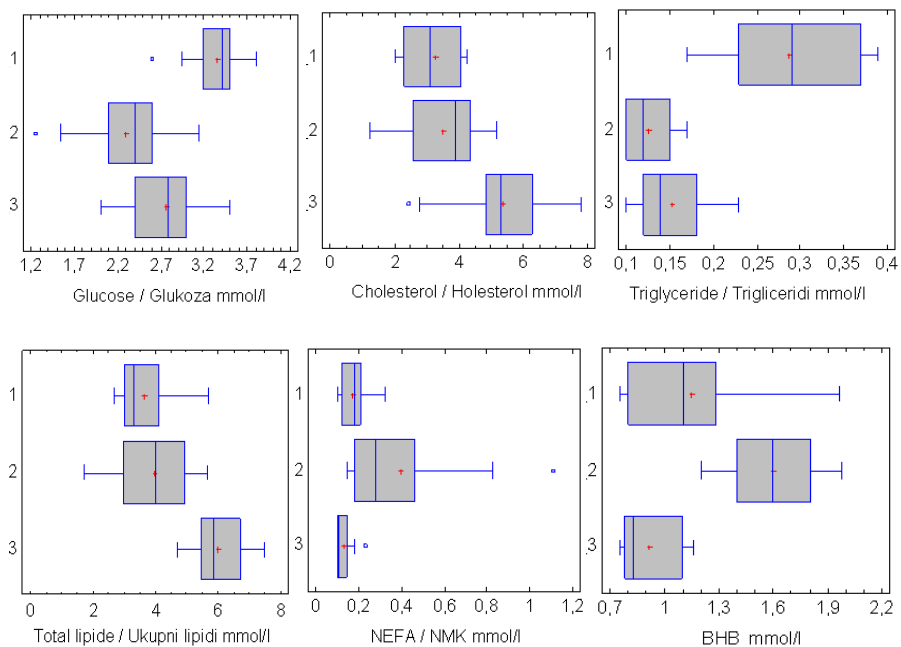 1
2
3
1,2 1,7 2,2 2,7 3,2 3,7 4,2
Glucose / Glukoza mmol/l
.1
.2
.3
0 2 4 6 8
Cholesterol / Holesterol mmol/l
1
2
3
0,1 0,15 0,2 0,25 0,3 0,35 0,4
Triglyceride / Trigliceridi mmol/l
1
2
3
0 2 4 6 8
Total lipide / Ukupni lipidi mmol/l
1
2
3
0 0,2 0,4 0,6 0,8 1 1,2
NEFA / NMK mmol/l
.1
.2
.3
0,7 1 1,3 1,6 1,9 2,2
BHB mmol/l